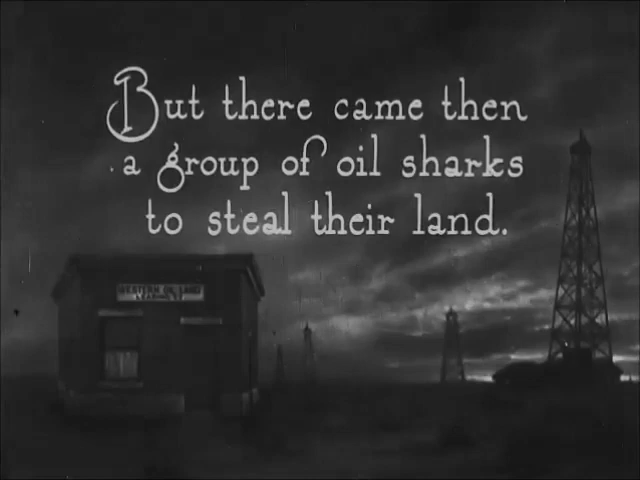 But there came then
a group of oil sharks
to steal their land.
WESTERN OIL LAND